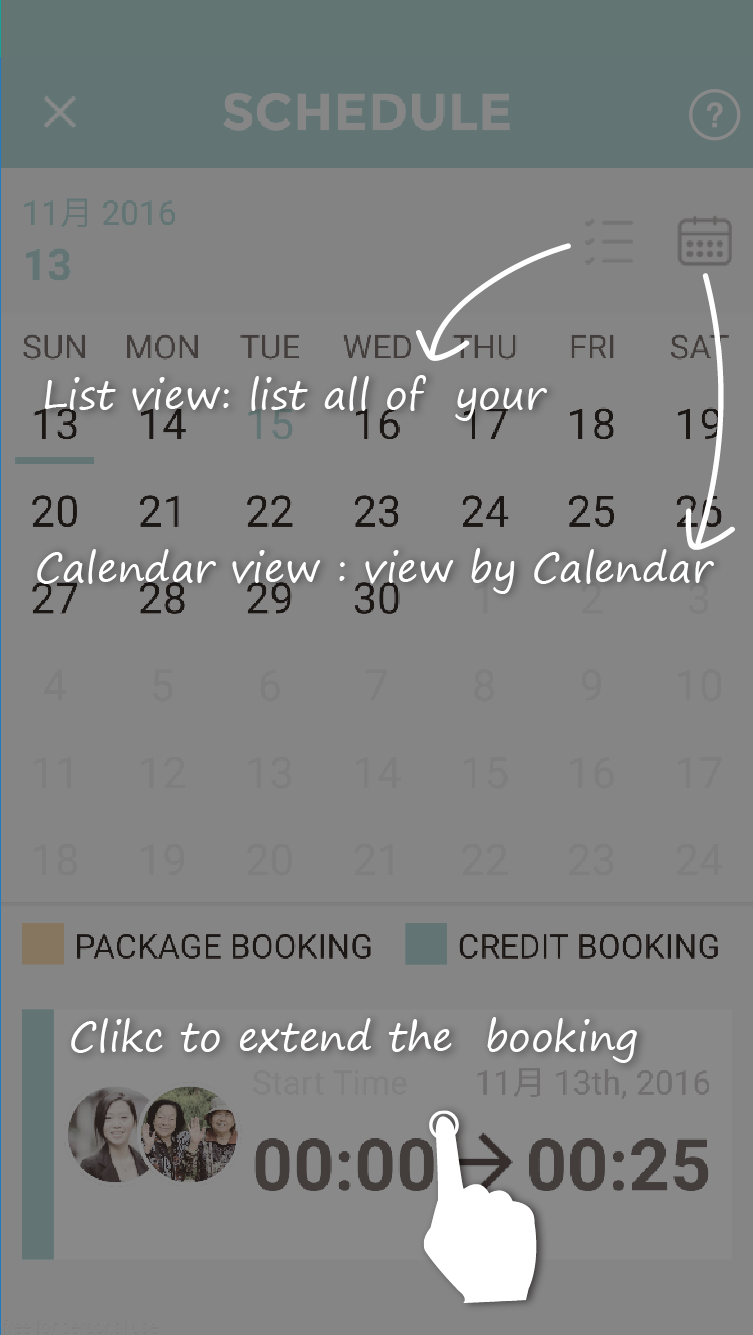 SCHEDULE
?
11月 2016
13
SUN MON TUE WED THU FRI SAT
List view: list all of your
13 14 15 16 17 18 19
20 21 22 23 24 25 26
Calendar view : view by Calendar
27 28 29 30 1 2 3
4 5 6 7 8 9 10
11 12 13 14 15 16 17
18 19 20 21 22 23 24
PACKAGE BOOKING CREDIT BOOKING
Clikc to extend the booking
Start Time 11月 13th, 2016
00:00 → 00:25